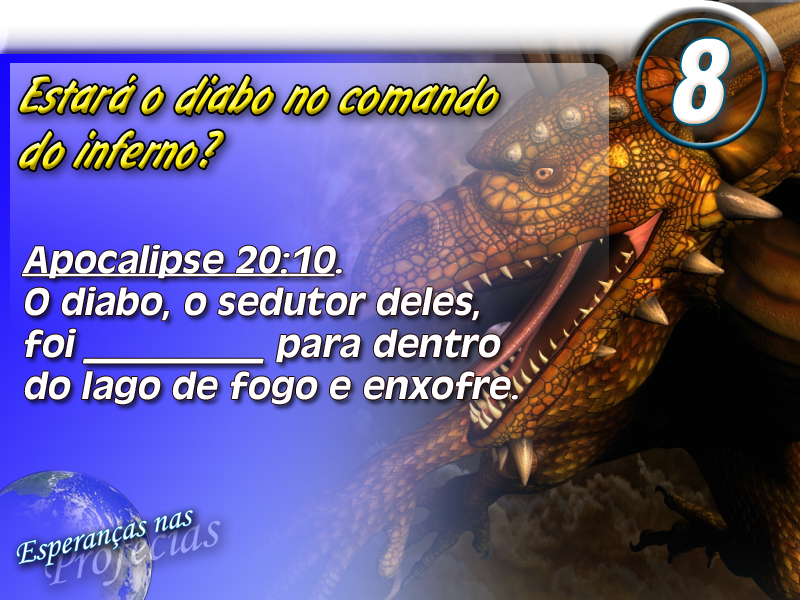 8
Estará o diabo no comando
do inferno?
Apocalipse 20:10.
O diabo, o sedutor deles,
foi __________ para dentro
do lago de fogo e enxofre.
Esperanças nas
Profecias